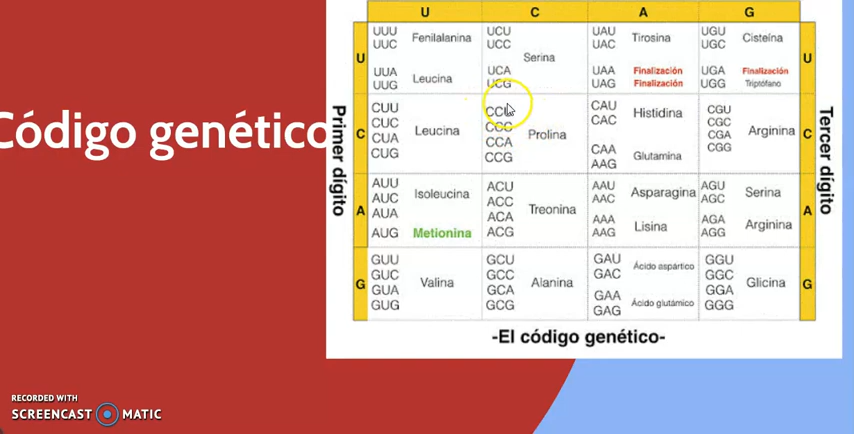 U C A G
Código genético
Primer dígito
Tercer dígito
U
UUU Fenilalanina
UUC
UUA Leucina
UUG
UCU Serina
UCC
UCA
UCG
UAU Tirosina
UAC
UAA Finalización
UAG Finalización
UGU Cisteína
UGC
UGA Finalización
UGG Triptófano
U
C
CUU Leucina
CUC
CUA
CUG
CCU Prolina
CCC
CCA
CCG
CAU Histidina
CAC
CAA Glutamina
AAG
CGU Arginina
CGC
CGA
CGG
C
A
AUU Isoleucina
AUC
AUA
AUG Metionina
ACU Treonina
ACC
ACA
ACG
AAU Asparagina
AAC
AAA Lisina
AAG
AGU Serina
AGC
AGA Arginina
AGG
A
G
GUU Valina
GUC
GUA
GUG
GCU Alanina
GCC
GCA
GCG
GAU Ácido aspártico
GAC
GAA Ácido glutámico
GAG
GGU Glicina
GGC
GGA
GGG
G
-El código genético-
RECORDED WITH
SCREENCAST MATIC